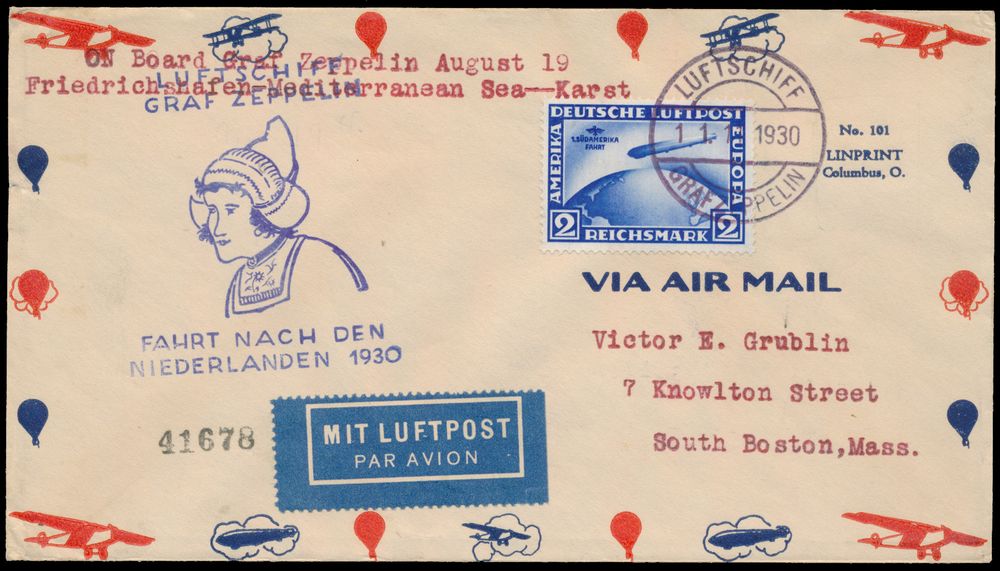 ON Board Graf Zeppelin August 19
Friedrichshafen-Mediterranean Sea--Karst
LUFTSCHIFF
GRAF ZEPPELIN
FAHRT NACH DEN
NIEDERLANDEN 1930
DEUTSCHE LUFTPOST
1. SÜDAMERIKA
FAHRT
AMERIKA
EUROPA
2 REICHSMARK 2
LUFTSCHIFF
1930
GRAF ZEPPELIN
No. 101
LINPRINT
Columbus, O.
VIA AIR MAIL
Victor E. Grublin
7 Knowlton Street
South Boston,Mass.
41678
MIT LUFTPOST
PAR AVION